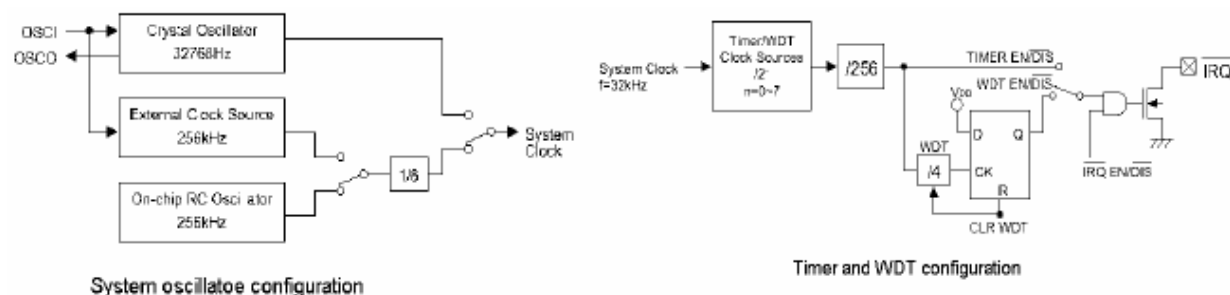 OSCI
OSCO
Crystal Oscillator
32768Hz
External Clock Source
256kHz
On-chip RC Oscillator
256kHz
1/8
System
Clock
System oscillatoe configuration
System Clock
f=32kHz
Timer/WDT
Clock Sources
/2ⁿ
n=0~7
/256
TIMER EN/DIS
WDT EN/DIS
VDD
D
Q
WDT
/4
CK
R
CLR WDT
IRQ EN/DIS
IRQ
Timer and WDT configuration